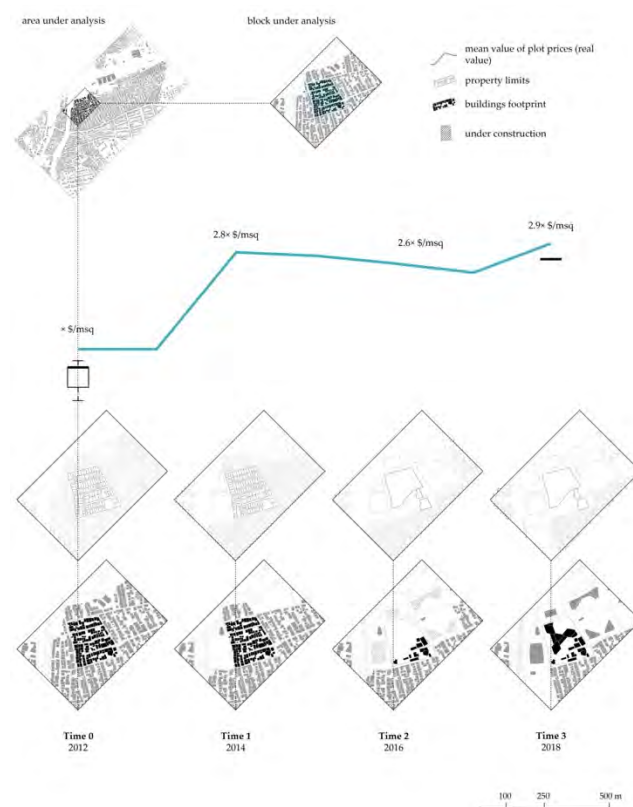 area under analysis
block under analysis
mean value of plot prices (real
value)
property limits
buildings footprint
under construction
2.8× $/msq
2.6× $/msq
2.9× $/msq
× $/msq
Time 0
2012
Time 1
2014
Time 2
2016
Time 3
2018
100 250 500 m